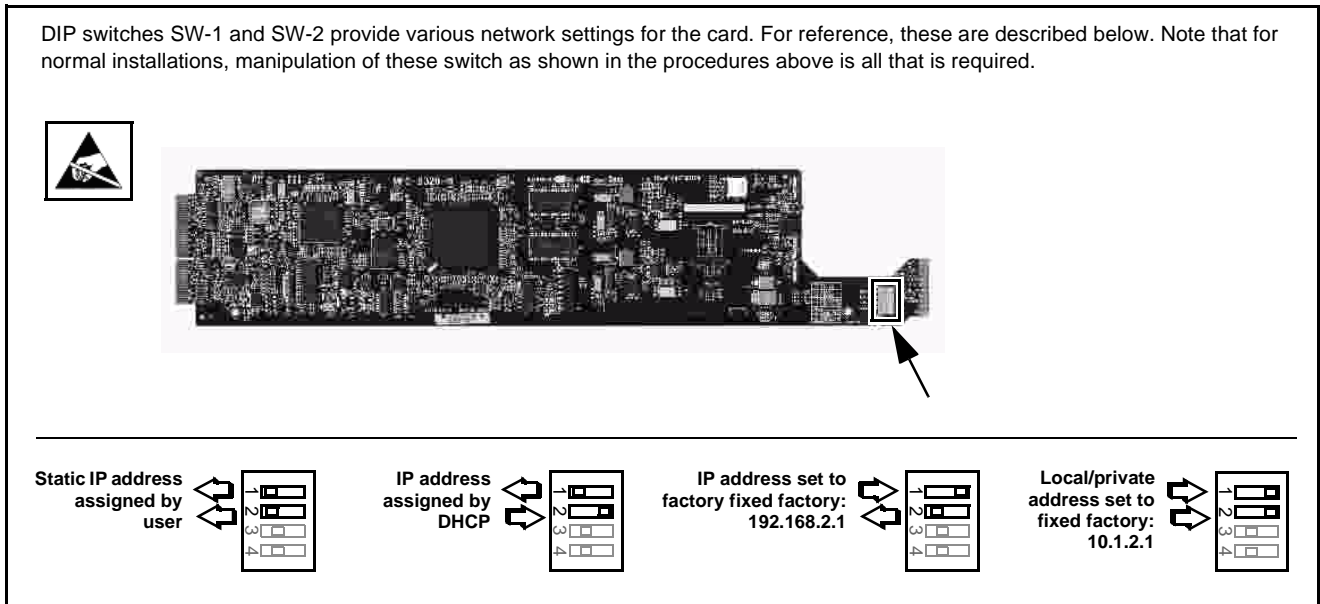 DIP switches SW-1 and SW-2 provide various network settings for the card. For reference, these are described below. Note that for
normal installations, manipulation of these switch as shown in the procedures above is all that is required.
Static IP address
assigned by
user
1
2
3
4
IP address
assigned by
DHCP
1
2
3
4
IP address set to
factory fixed factory:
192.168.2.1
1
2
3
4
Local/private
address set to
fixed factory:
10.1.2.1
1
2
3
4